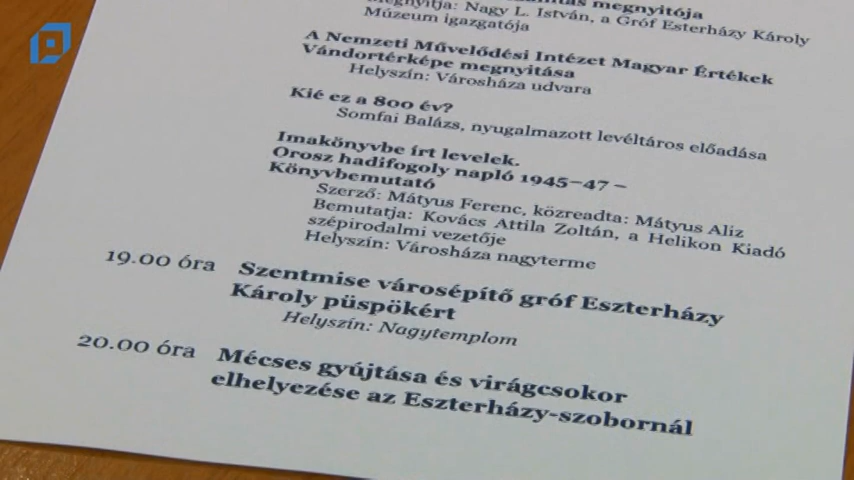 megnyitója
Megnyitja: Nagy L. István, a Gróf Esterházy Károly
Múzeum igazgatója
A Nemzeti Művelődési Intézet Magyar Értékek
Vándortérképe megnyitása
Helyszín: Városháza udvara
Kié ez a 800 év?
Somfai Balázs, nyugalmazott levéltáros előadása
Imakönyvbe írt levelek.
Orosz hadifogoly napló 1945–47 –
Könyvbemutató
Szerző: Mátyus Ferenc, közreadta: Mátyus Aliz
Bemutatja: Kovács Attila Zoltán, a Helikon Kiadó
szépirodalmi vezetője
Helyszín: Városháza nagyterme
19.00 óra Szentmise városépítő gróf Eszterházy
Károly püspökért
Helyszín: Nagytemplom
20.00 óra Mécses gyújtása és virágcsokor
elhelyezése az Eszterházy-szobornál